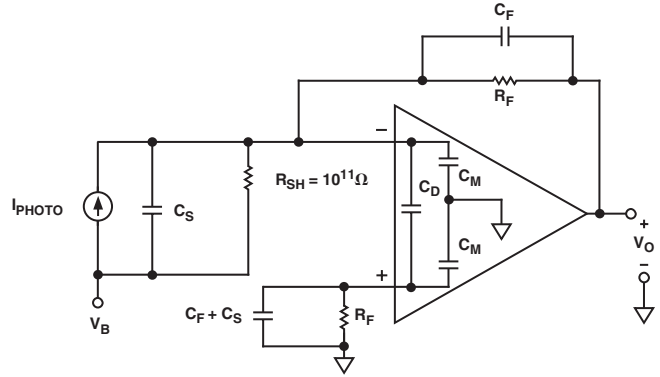 C_F
R_F
−
R_SH = 10^11Ω
C_M
C_D
I_PHOTO
C_S
C_M
+
V_O
−
+
C_F + C_S
R_F
V_B